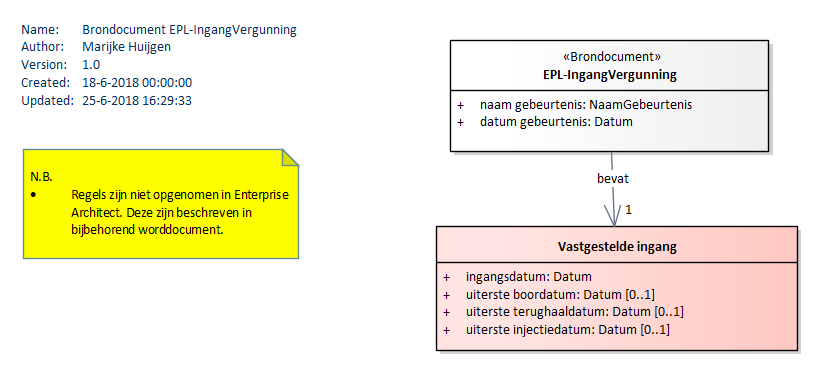 Name: Brondocument EPL-IngangVergunning
Author: Marijke Huijgen
Version: 1.0
Created: 18-6-2018 00:00:00
Updated: 25-6-2018 16:29:33
N.B.
• Regels zijn niet opgenomen in Enterprise
Architect. Deze zijn beschreven in
bijbehorend worddocument.
«Brondocument»
EPL-IngangVergunning
+ naam gebeurtenis: NaamGebeurtenis
+ datum gebeurtenis: Datum
bevat
1
Vastgestelde ingang
+ ingangsdatum: Datum
+ uiterste boordatum: Datum [0..1]
+ uiterste terughaaldatum: Datum [0..1]
+ uiterste injectiedatum: Datum [0..1]